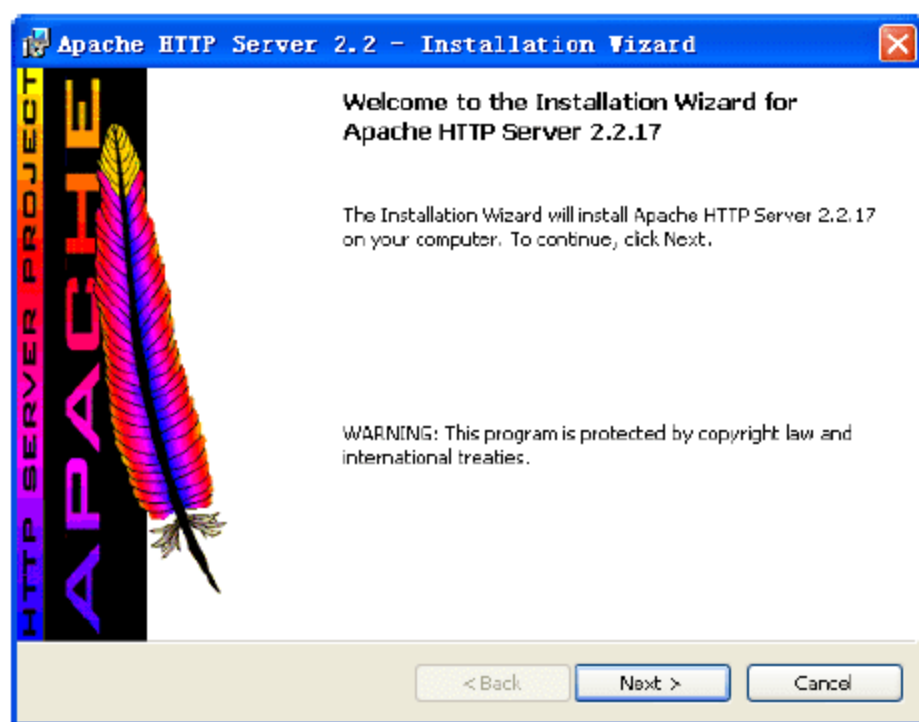 Apache HTTP Server 2.2 - Installation Wizard
HTTP SERVER PROJECT
APACHE
Welcome to the Installation Wizard for
Apache HTTP Server 2.2.17
The Installation Wizard will install Apache HTTP Server 2.2.17
on your computer. To continue, click Next.
WARNING: This program is protected by copyright law and
international treaties.
< Back
Next >
Cancel